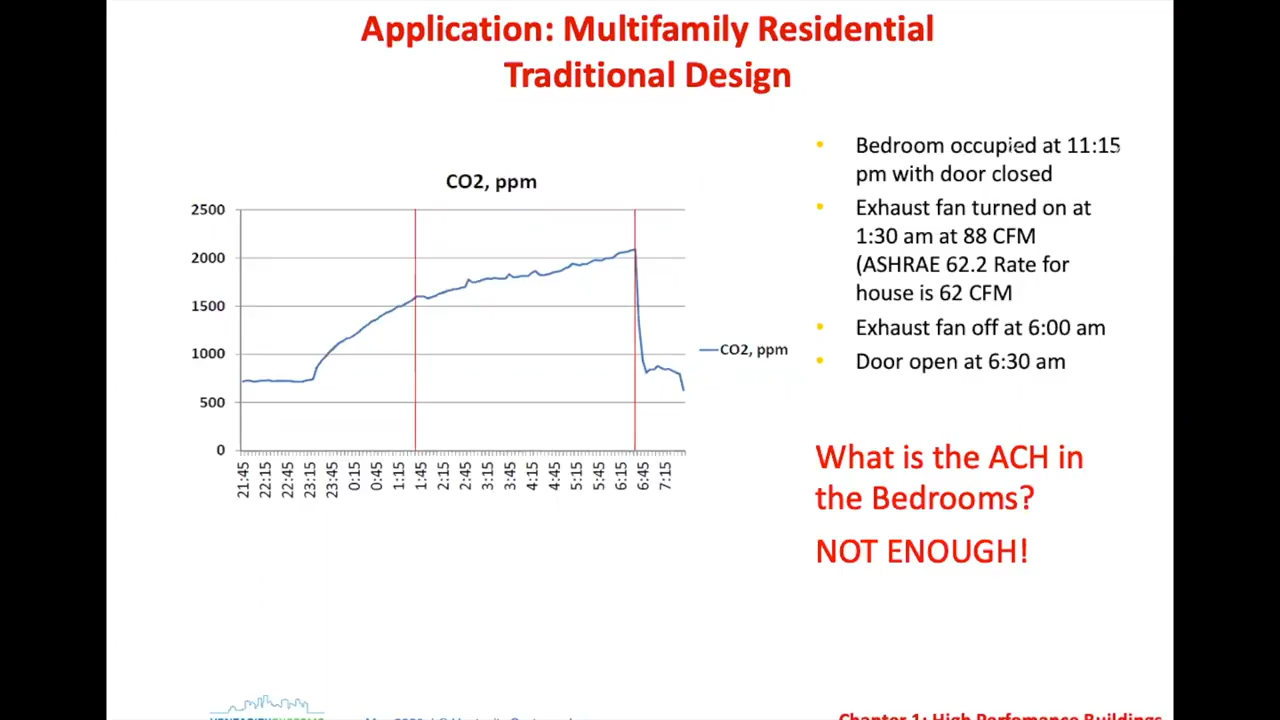 Application: Multifamily Residential
Traditional Design
CO2, ppm
2500
2000
1500
1000
500
0
21:45
22:15
22:45
23:15
23:45
0:15
0:45
1:15
1:45
2:15
2:45
3:15
3:45
4:15
4:45
5:15
5:45
6:15
6:45
7:15
CO2, ppm
• Bedroom occupied at 11:15
pm with door closed
• Exhaust fan turned on at
1:30 am at 88 CFM
(ASHRAE 62.2 Rate for
house is 62 CFM
• Exhaust fan off at 6:00 am
• Door open at 6:30 am
What is the ACH in
the Bedrooms?
NOT ENOUGH!
Chapter 1: High Perfomance Buildings